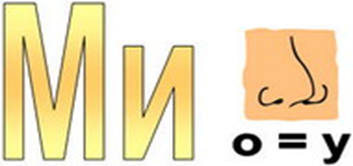 Ми
о = у